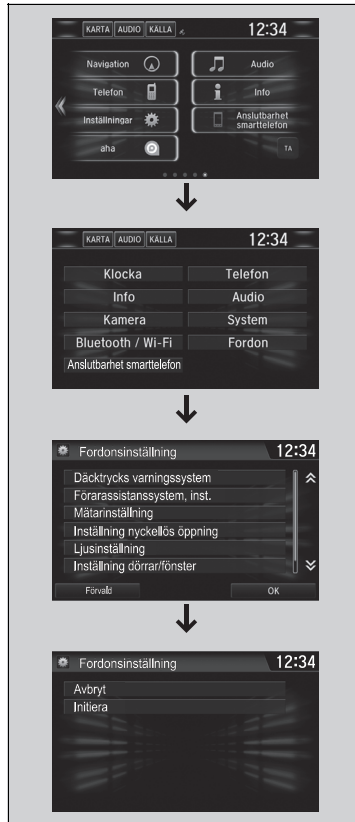 KARTA AUDIO KÄLLA 12:34
Navigation Audio
Telefon Info
Inställningar Anslutbarhet
smarttelefon
aha TA
KARTA AUDIO KÄLLA 12:34
Klocka Telefon
Info Audio
Kamera System
Bluetooth / Wi-Fi Fordon
Anslutbarhet smarttelefon
Fordonsinställning 12:34
Däcktrycks varningssystem
Förarassistanssystem, inst.
Mätarinställning
Inställning nyckellös öppning
Ljusinställning
Inställning dörrar/fönster
Förvald OK
Fordonsinställning 12:34
Avbryt
Initiera